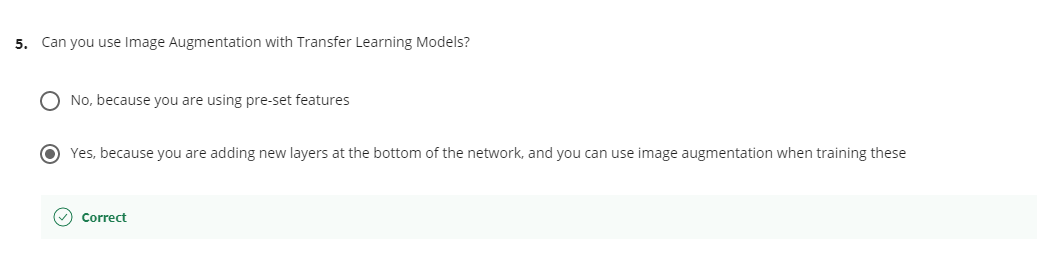 5. Can you use Image Augmentation with Transfer Learning Models?
No, because you are using pre-set features
Yes, because you are adding new layers at the bottom of the network, and you can use image augmentation when training these
Correct